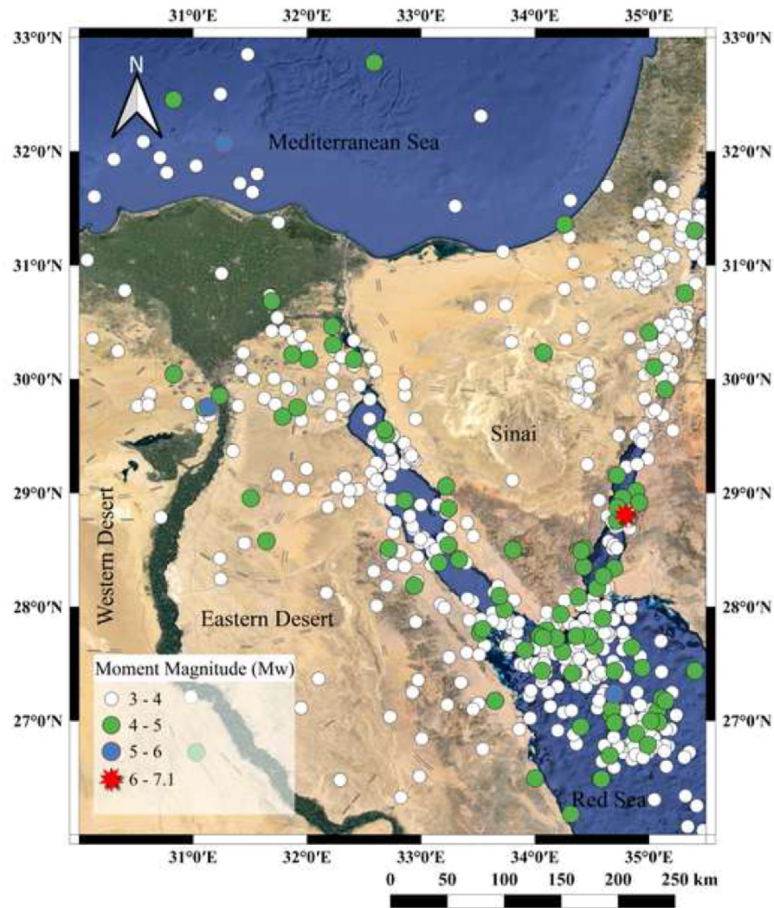 31°0'E 32°0'E 33°0'E 34°0'E 35°0'E
33°0'N 33°0'N
N
Mediterranean Sea
32°0'N 32°0'N
31°0'N 31°0'N
30°0'N 30°0'N
Sinai
29°0'N 29°0'N
Western Desert
28°0'N 28°0'N
Eastern Desert
Moment Magnitude (Mw)
3 - 4
4 - 5
27°0'N 27°0'N
5 - 6
6 - 7.1
Red Sea
31°0'E 32°0'E 33°0'E 34°0'E 35°0'E
0 50 100 150 200 250 km